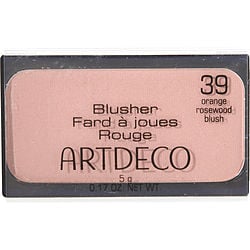 39
orange
rosewood
blush
Blusher
Fard à joues
Rouge
ARTDECO
5 g
0.17 OZ. NET WT.